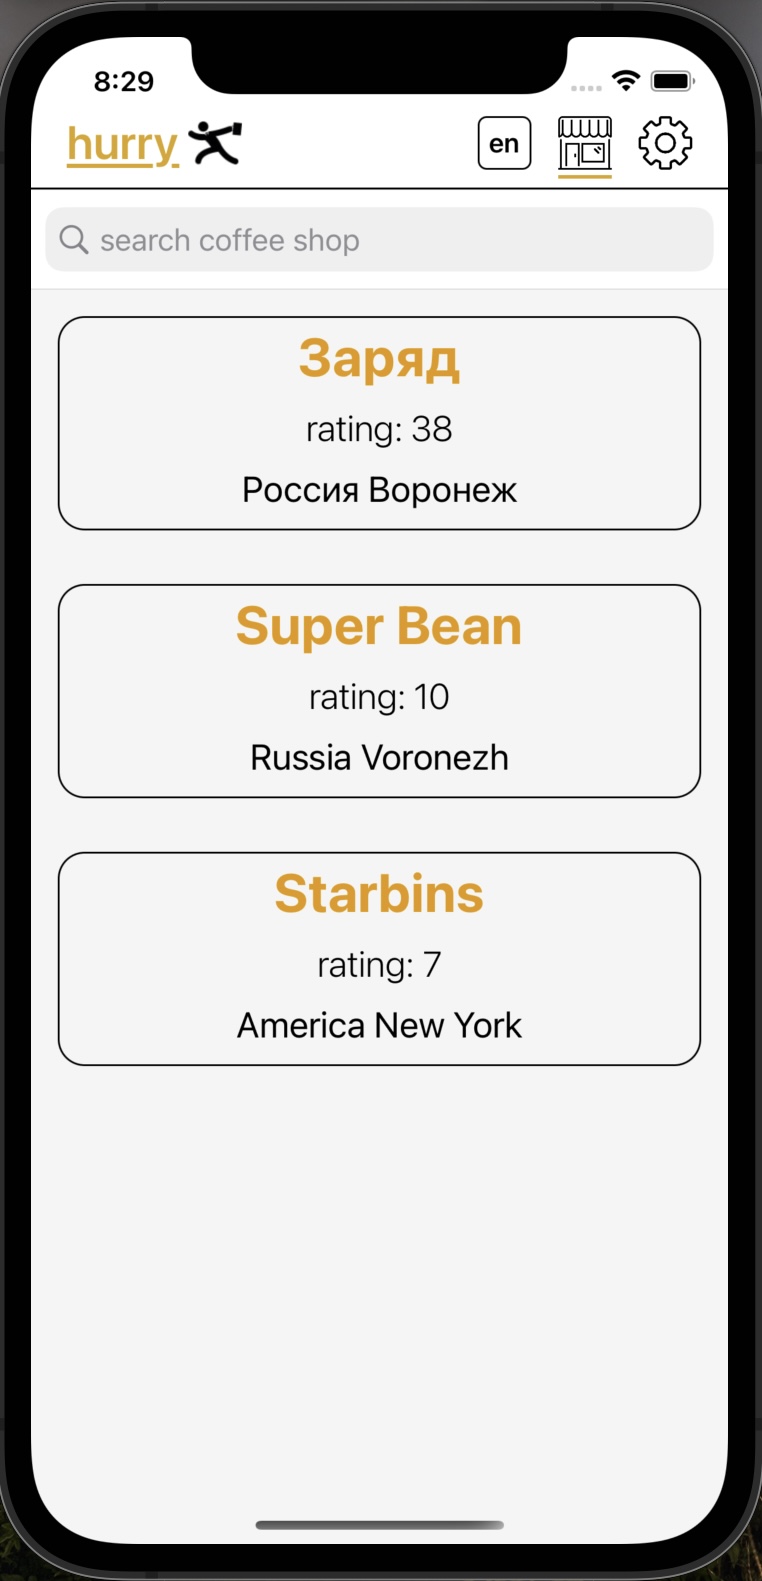 8:29
hurry
en
search coffee shop
Заряд
rating: 38
Россия Воронеж
Super Bean
rating: 10
Russia Voronezh
Starbins
rating: 7
America New York